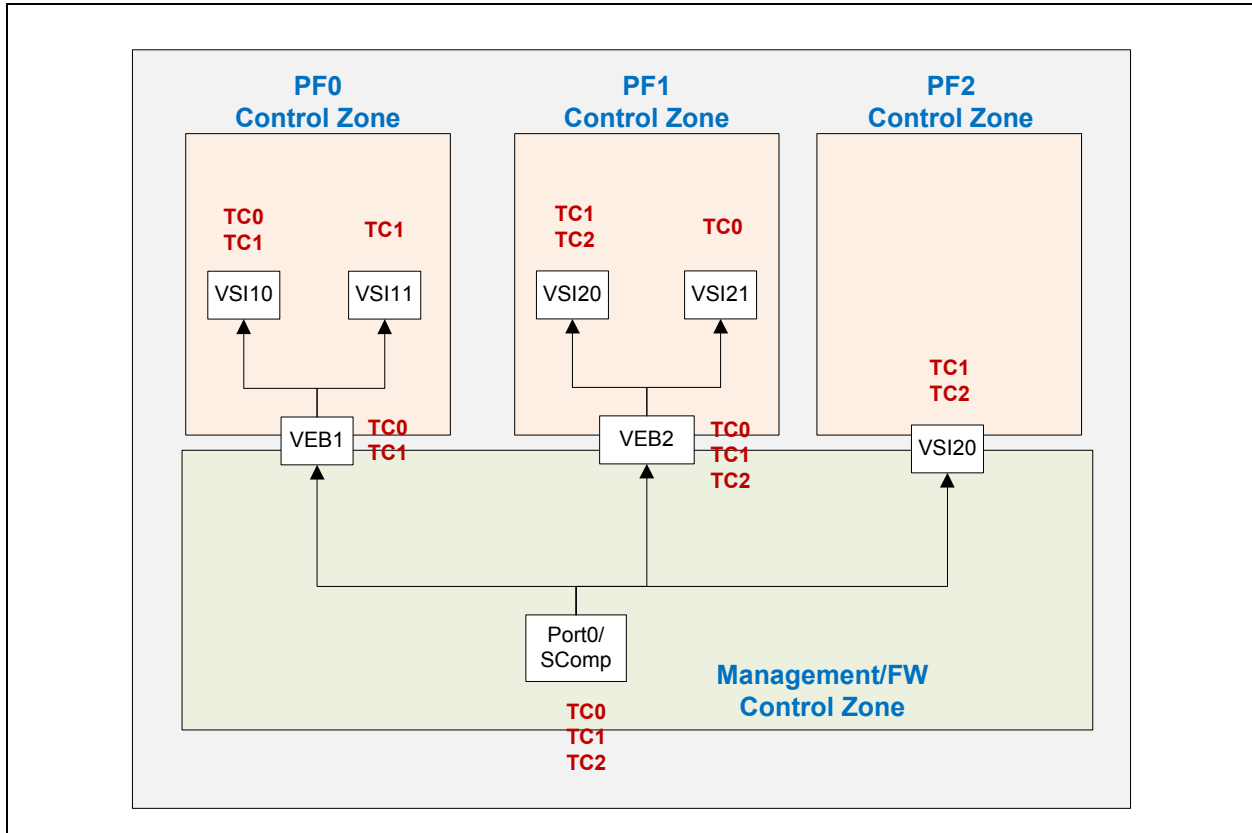 PF0
Control Zone
PF1
Control Zone
PF2
Control Zone
TC0
TC1
TC1
TC1
TC2
TC0
VSI10
VSI11
VSI20
VSI21
TC1
TC2
VEB1
TC0
TC1
VEB2
TC0
TC1
TC2
VSI20
Port0/
SComp
Management/FW
Control Zone
TC0
TC1
TC2